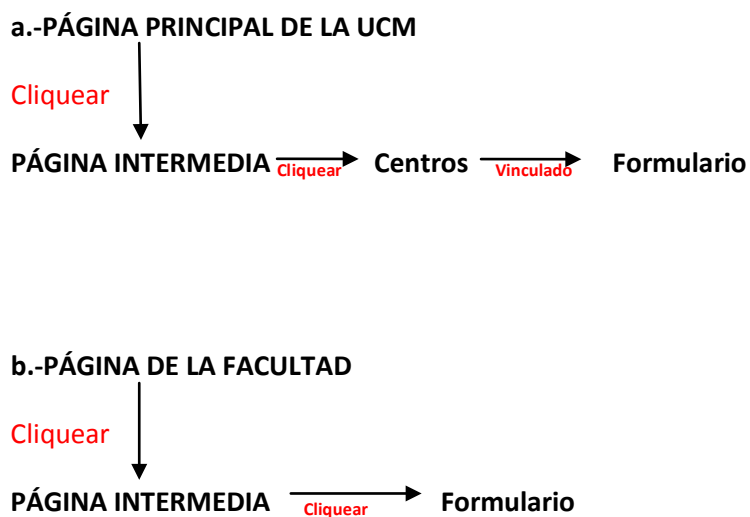 a.-PÁGINA PRINCIPAL DE LA UCM
Cliquear
PÁGINA INTERMEDIA Cliquear Centros Vinculado Formulario
b.-PÁGINA DE LA FACULTAD
Cliquear
PÁGINA INTERMEDIA Cliquear Formulario